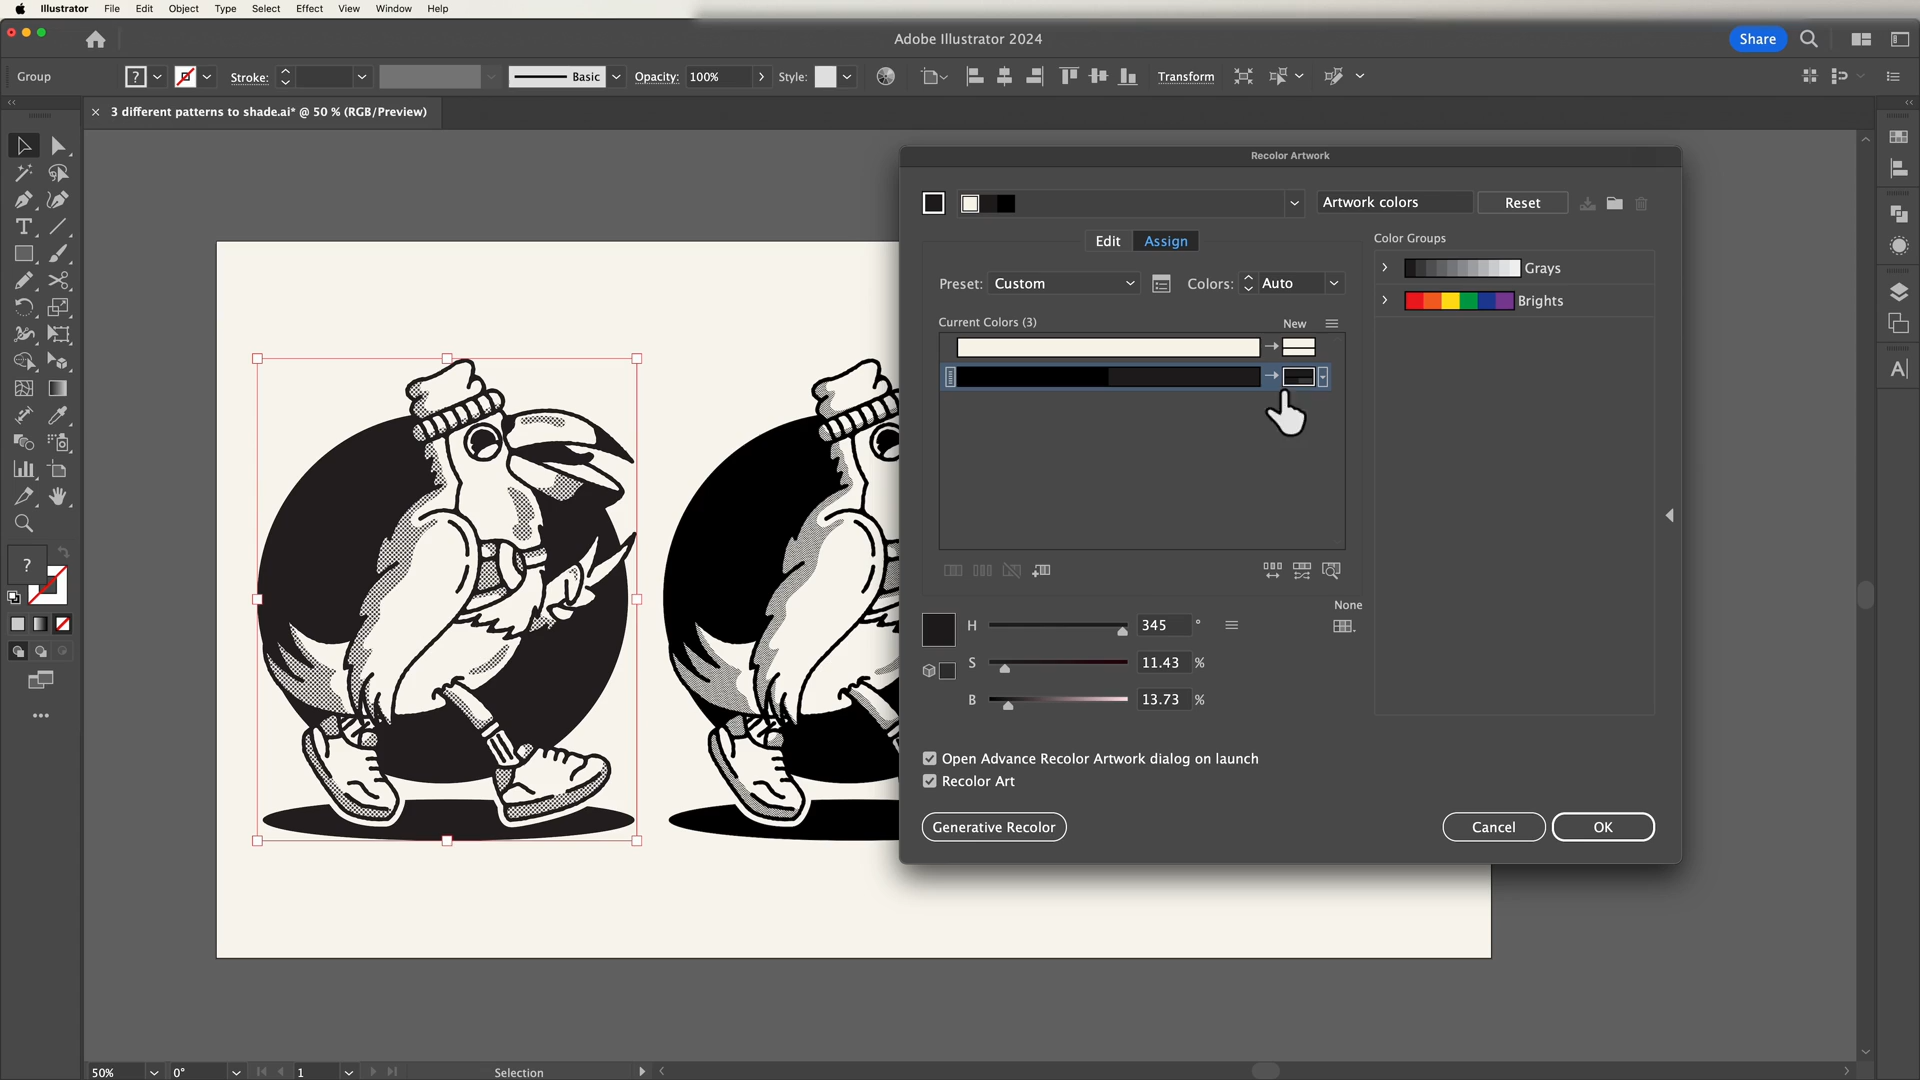 Illustrator File Edit Object Type Select Effect View Window Help
Adobe Illustrator 2024
Share
Group
?
Stroke:
Basic
Opacity: 100%
Style:
Transform
3 different patterns to shade.ai* @ 50 % (RGB/Preview)
Recolor Artwork
Artwork colors
Reset
Edit
Assign
Color Groups
Grays
Brights
Preset: Custom
Colors: Auto
Current Colors (3)
New
None
H 345 °
S 11.43 %
B 13.73 %
Open Advance Recolor Artwork dialog on launch
Recolor Art
Generative Recolor
Cancel
OK
T
?
A
50%
0°
1
Selection